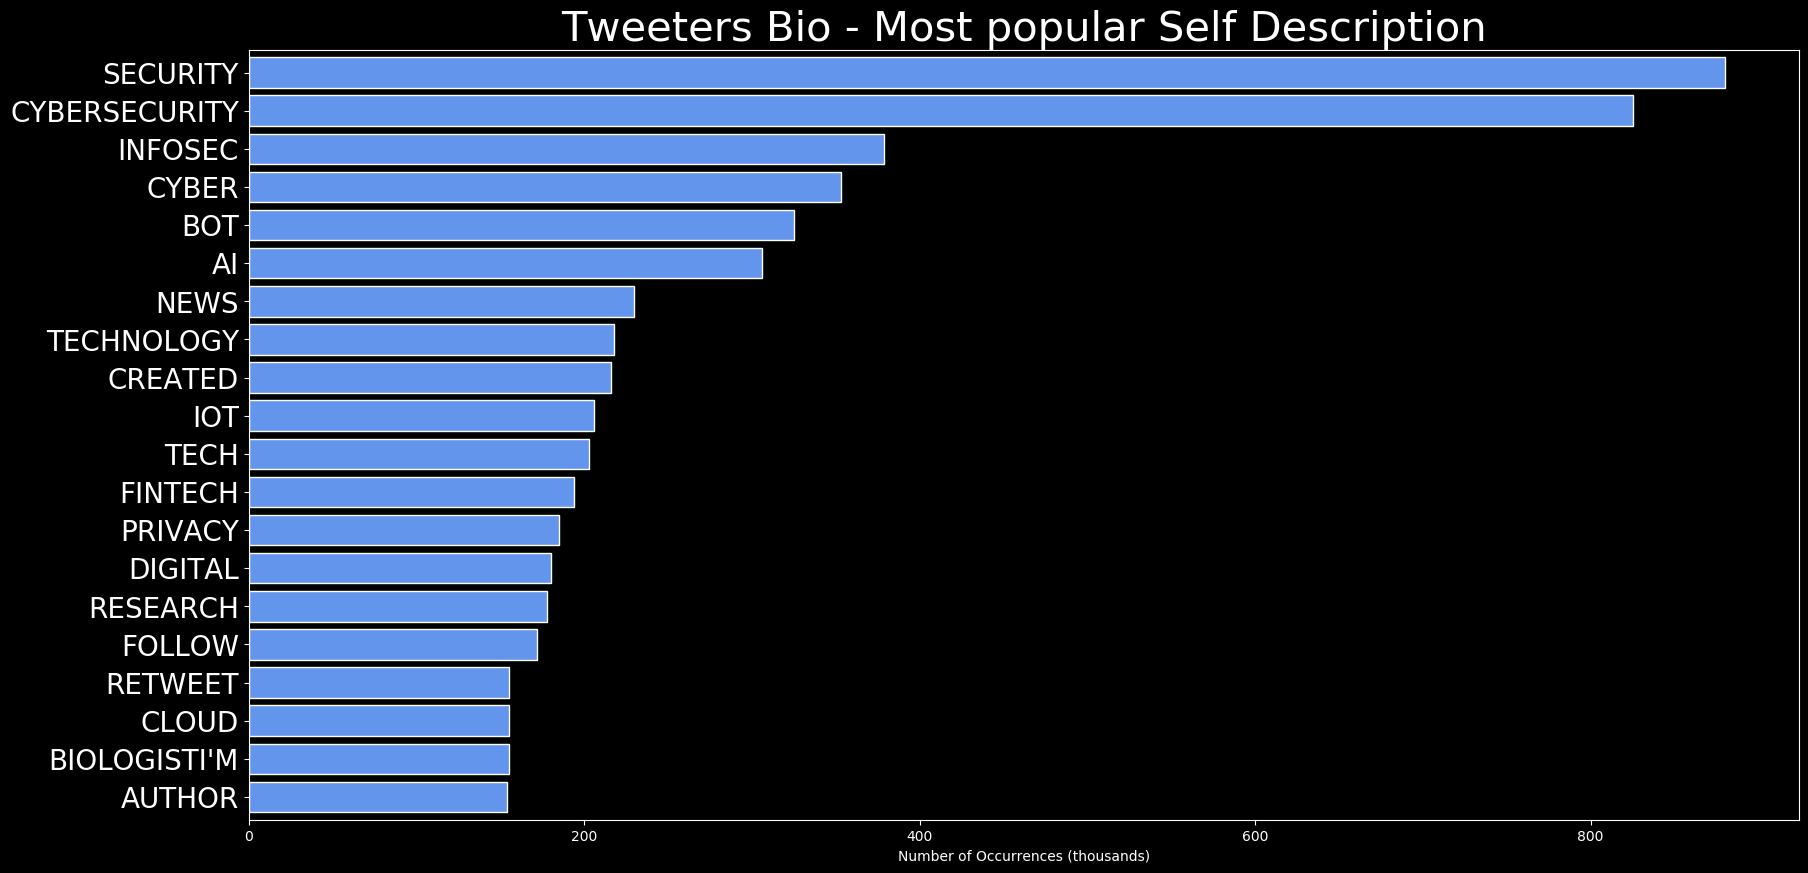 Tweeters Bio - Most popular Self Description
SECURITY
CYBERSECURITY
INFOSEC
CYBER
BOT
AI
NEWS
TECHNOLOGY
CREATED
IOT
TECH
FINTECH
PRIVACY
DIGITAL
RESEARCH
FOLLOW
RETWEET
CLOUD
BIOLOGISTI'M
AUTHOR
0 200 400 600 800
Number of Occurrences (thousands)